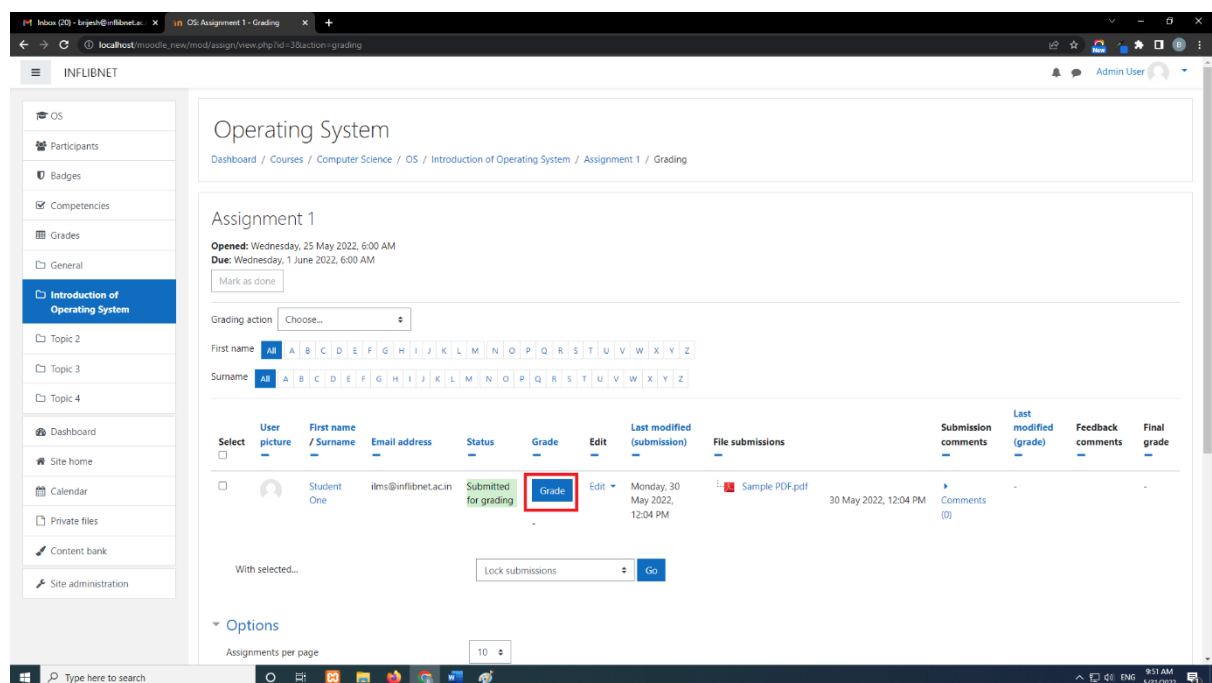 Inbox (20) - brijesh@inflibnet.ac. OS: Assignment 1 - Grading
localhost/moodle_new/mod/assign/view.php?id=3&action=grading New B
INFLIBNET Admin User
OS
Participants
Badges
Competencies
Grades
General
Introduction of
Operating System
Topic 2
Topic 3
Topic 4
Dashboard
Site home
Calendar
Private files
Content bank
Site administration
Operating System
Dashboard / Courses / Computer Science / OS / Introduction of Operating System / Assignment 1 / Grading
Assignment 1
Opened: Wednesday, 25 May 2022, 6:00 AM
Due: Wednesday, 1 June 2022, 6:00 AM
Mark as done
Grading action Choose...
First name All A B C D E F G H I J K L M N O P Q R S T U V W X Y Z
Surname All A B C D E F G H I J K L M N O P Q R S T U V W X Y Z
Select
User picture
First name / Surname
Email address
Status
Grade
Edit
Last modified (submission)
File submissions
Submission comments
Last modified (grade)
Feedback comments
Final grade
Student One
ilms@inflibnet.ac.in
Submitted for grading
Grade
-
Edit
Monday, 30 May 2022, 12:04 PM
Sample PDF.pdf
30 May 2022, 12:04 PM
Comments (0)
-
-
With selected... Lock submissions Go
Options
Assignments per page 10
Type here to search
ENG 9:51 AM
5/31/2022